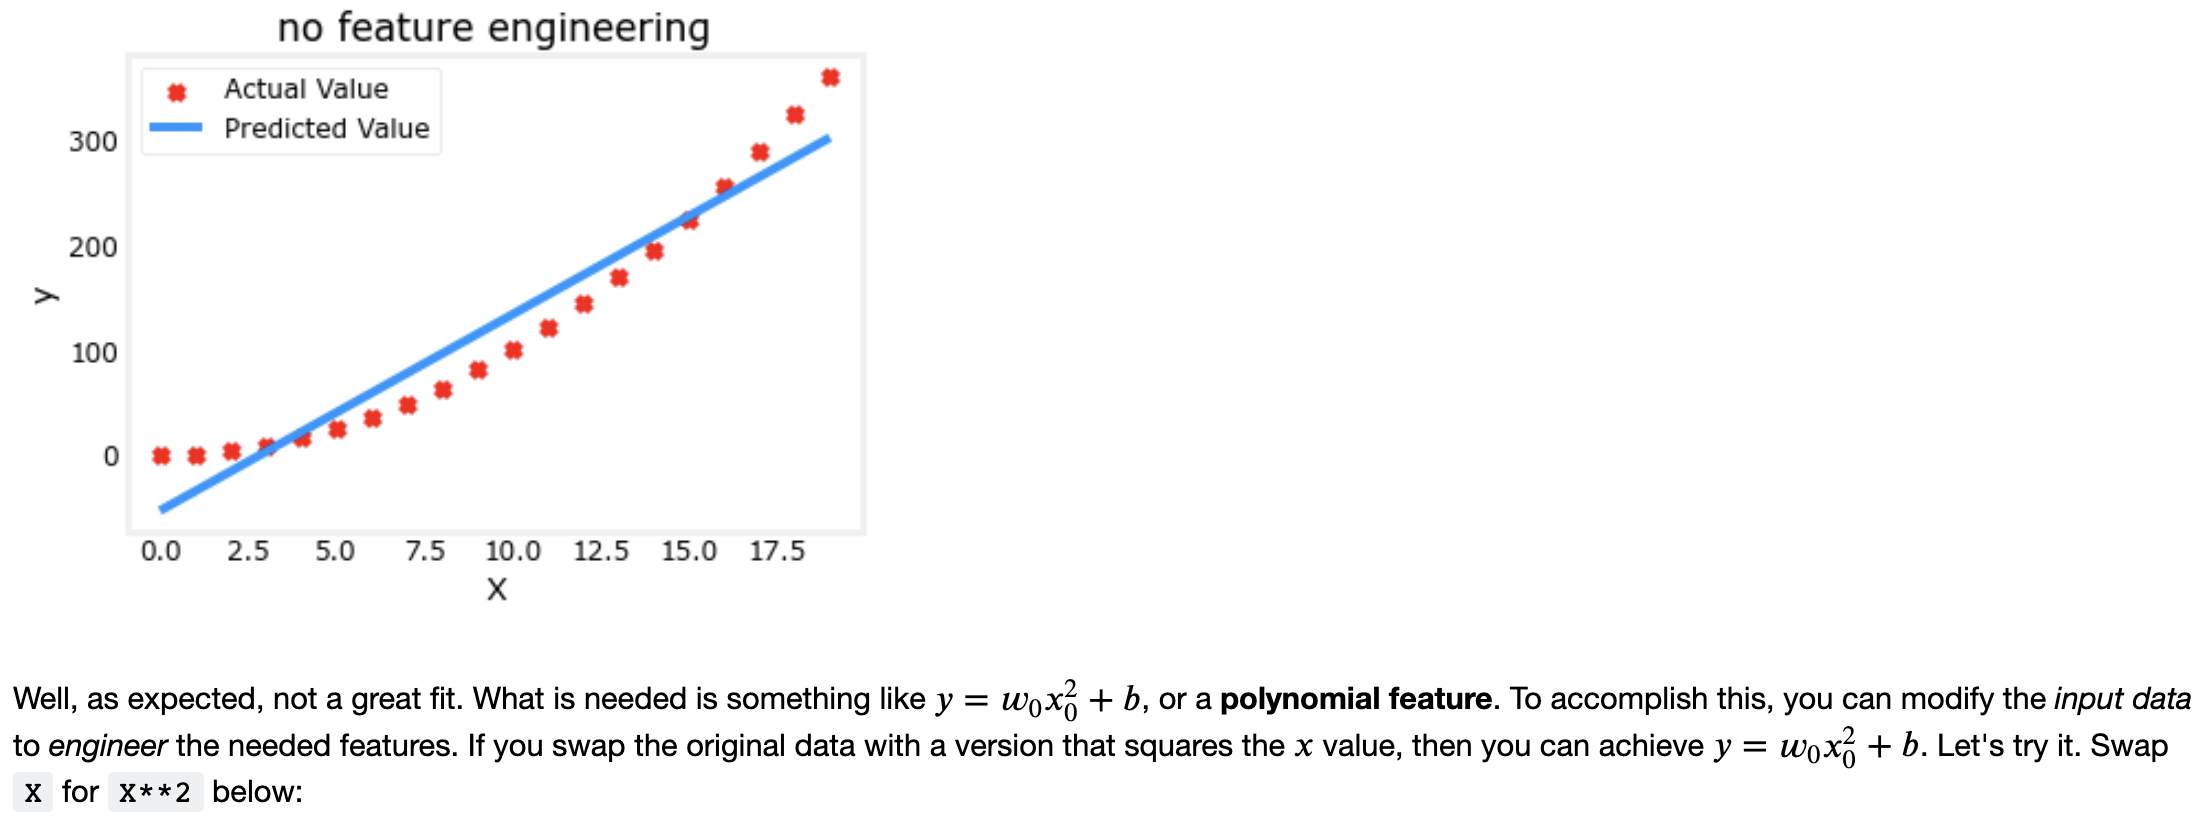 no feature engineering
Actual Value
Predicted Value
300
200
100
0
y
0.0 2.5 5.0 7.5 10.0 12.5 15.0 17.5
X
Well, as expected, not a great fit. What is needed is something like y = w₀x₀² + b, or a polynomial feature. To accomplish this, you can modify the input data
to engineer the needed features. If you swap the original data with a version that squares the x value, then you can achieve y = w₀x₀² + b. Let's try it. Swap
X for X**2 below: